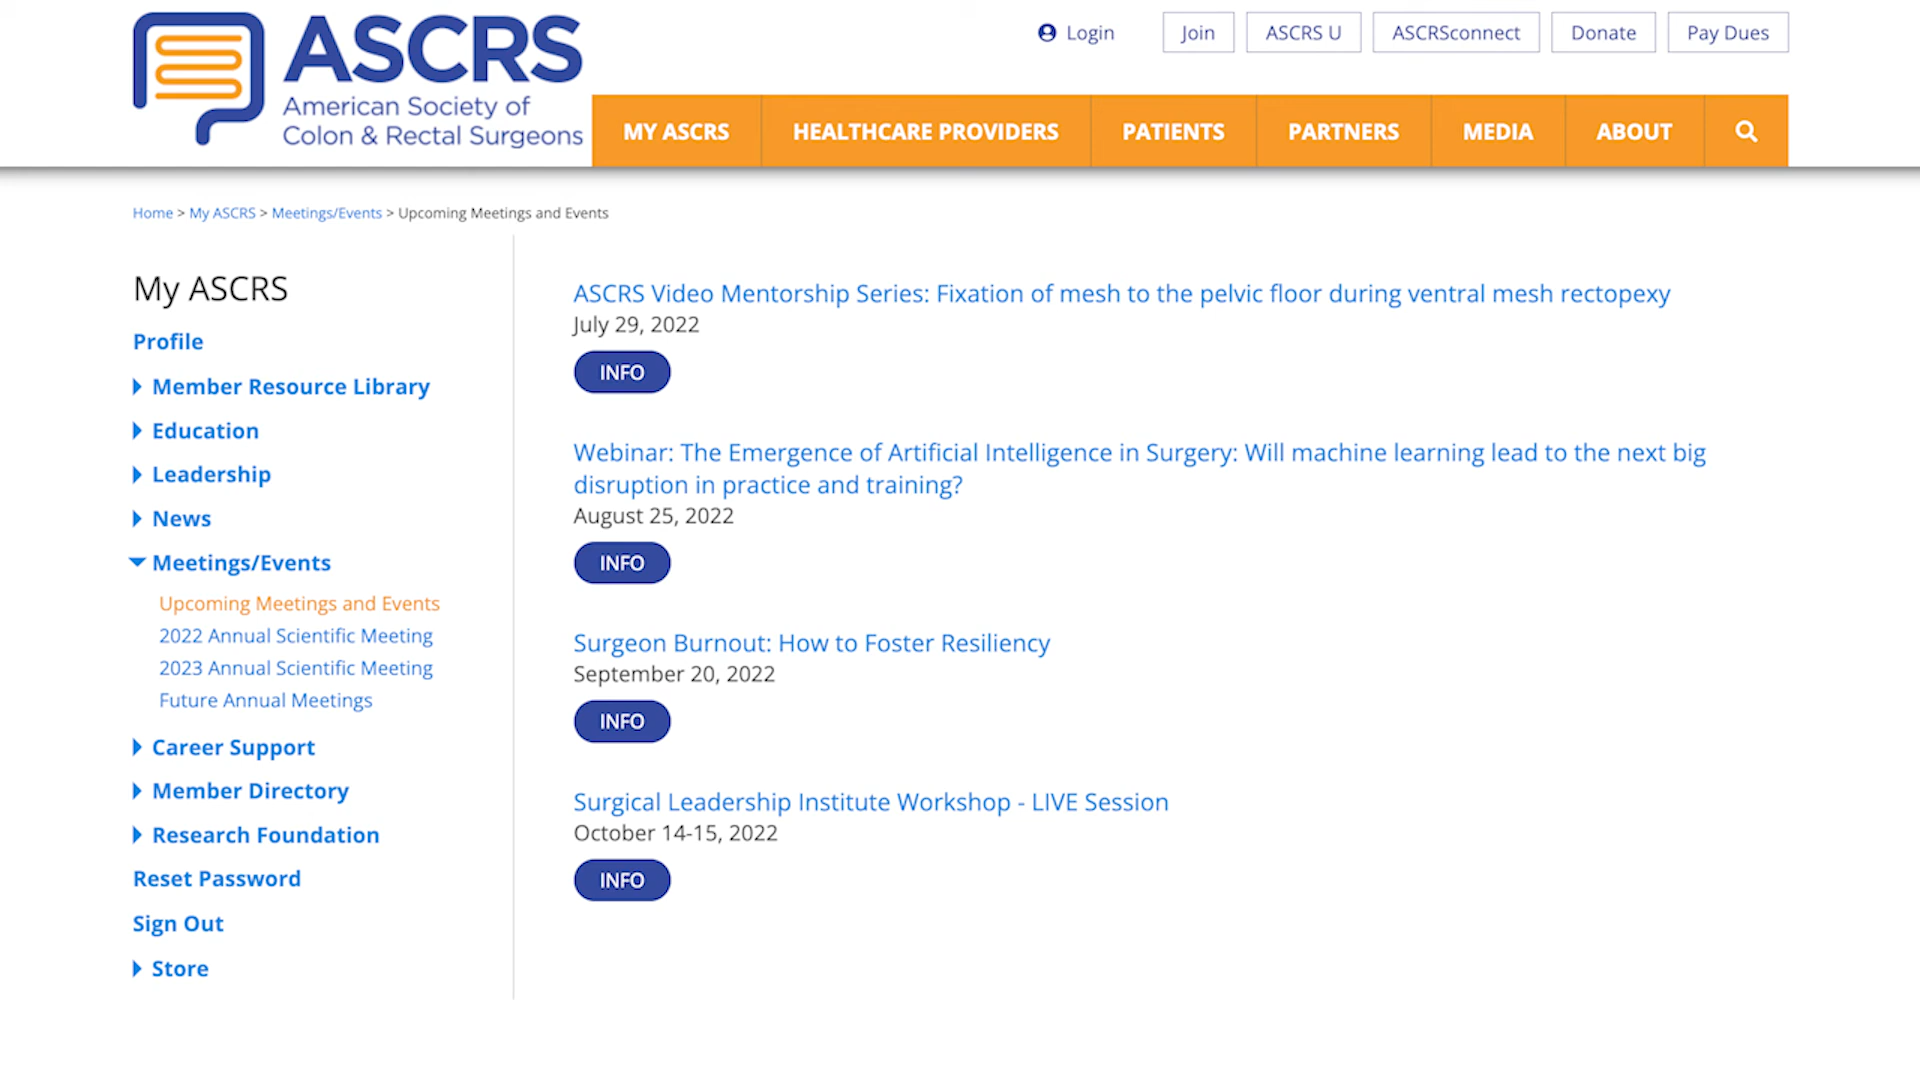 ASCRS
American Society of
Colon & Rectal Surgeons
Login
Join
ASCRS U
ASCRSconnect
Donate
Pay Dues
MY ASCRS
HEALTHCARE PROVIDERS
PATIENTS
PARTNERS
MEDIA
ABOUT
Home > My ASCRS > Meetings/Events > Upcoming Meetings and Events
My ASCRS
Profile
Member Resource Library
Education
Leadership
News
Meetings/Events
Upcoming Meetings and Events
2022 Annual Scientific Meeting
2023 Annual Scientific Meeting
Future Annual Meetings
Career Support
Member Directory
Research Foundation
Reset Password
Sign Out
Store
ASCRS Video Mentorship Series: Fixation of mesh to the pelvic floor during ventral mesh rectopexy
July 29, 2022
INFO
Webinar: The Emergence of Artificial Intelligence in Surgery: Will machine learning lead to the next big
disruption in practice and training?
August 25, 2022
INFO
Surgeon Burnout: How to Foster Resiliency
September 20, 2022
INFO
Surgical Leadership Institute Workshop - LIVE Session
October 14-15, 2022
INFO